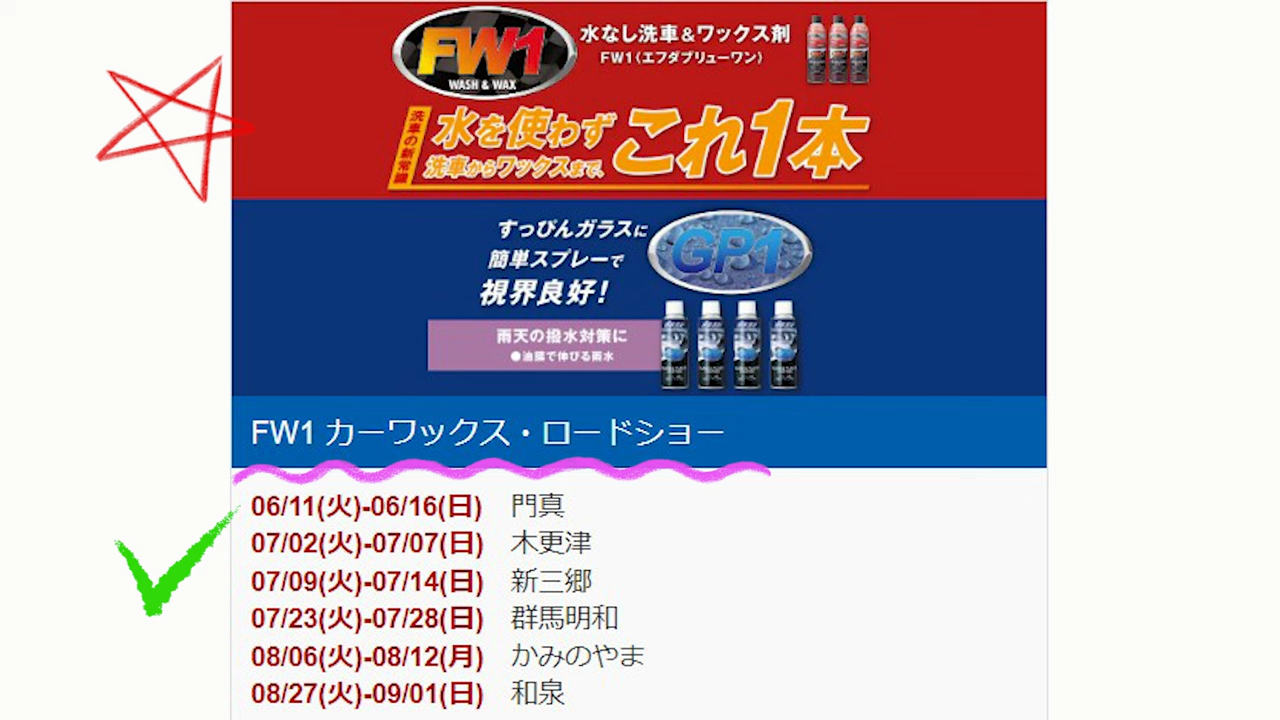 FW1
WASH & WAX
水なし洗車&ワックス剤
FW1(エフダブリューワン)
洗車の新常識
水を使わず
洗車からワックスまで、
これ1本
すっぴんガラスに
簡単スプレーで
視界良好!
GP1
雨天の撥水対策に
●油膜で伸びる雨水
FW1 カーワックス・ロードショー
06/11(火)-06/16(日) 門真
07/02(火)-07/07(日) 木更津
07/09(火)-07/14(日) 新三郷
07/23(火)-07/28(日) 群馬明和
08/06(火)-08/12(月) かみのやま
08/27(火)-09/01(日) 和泉